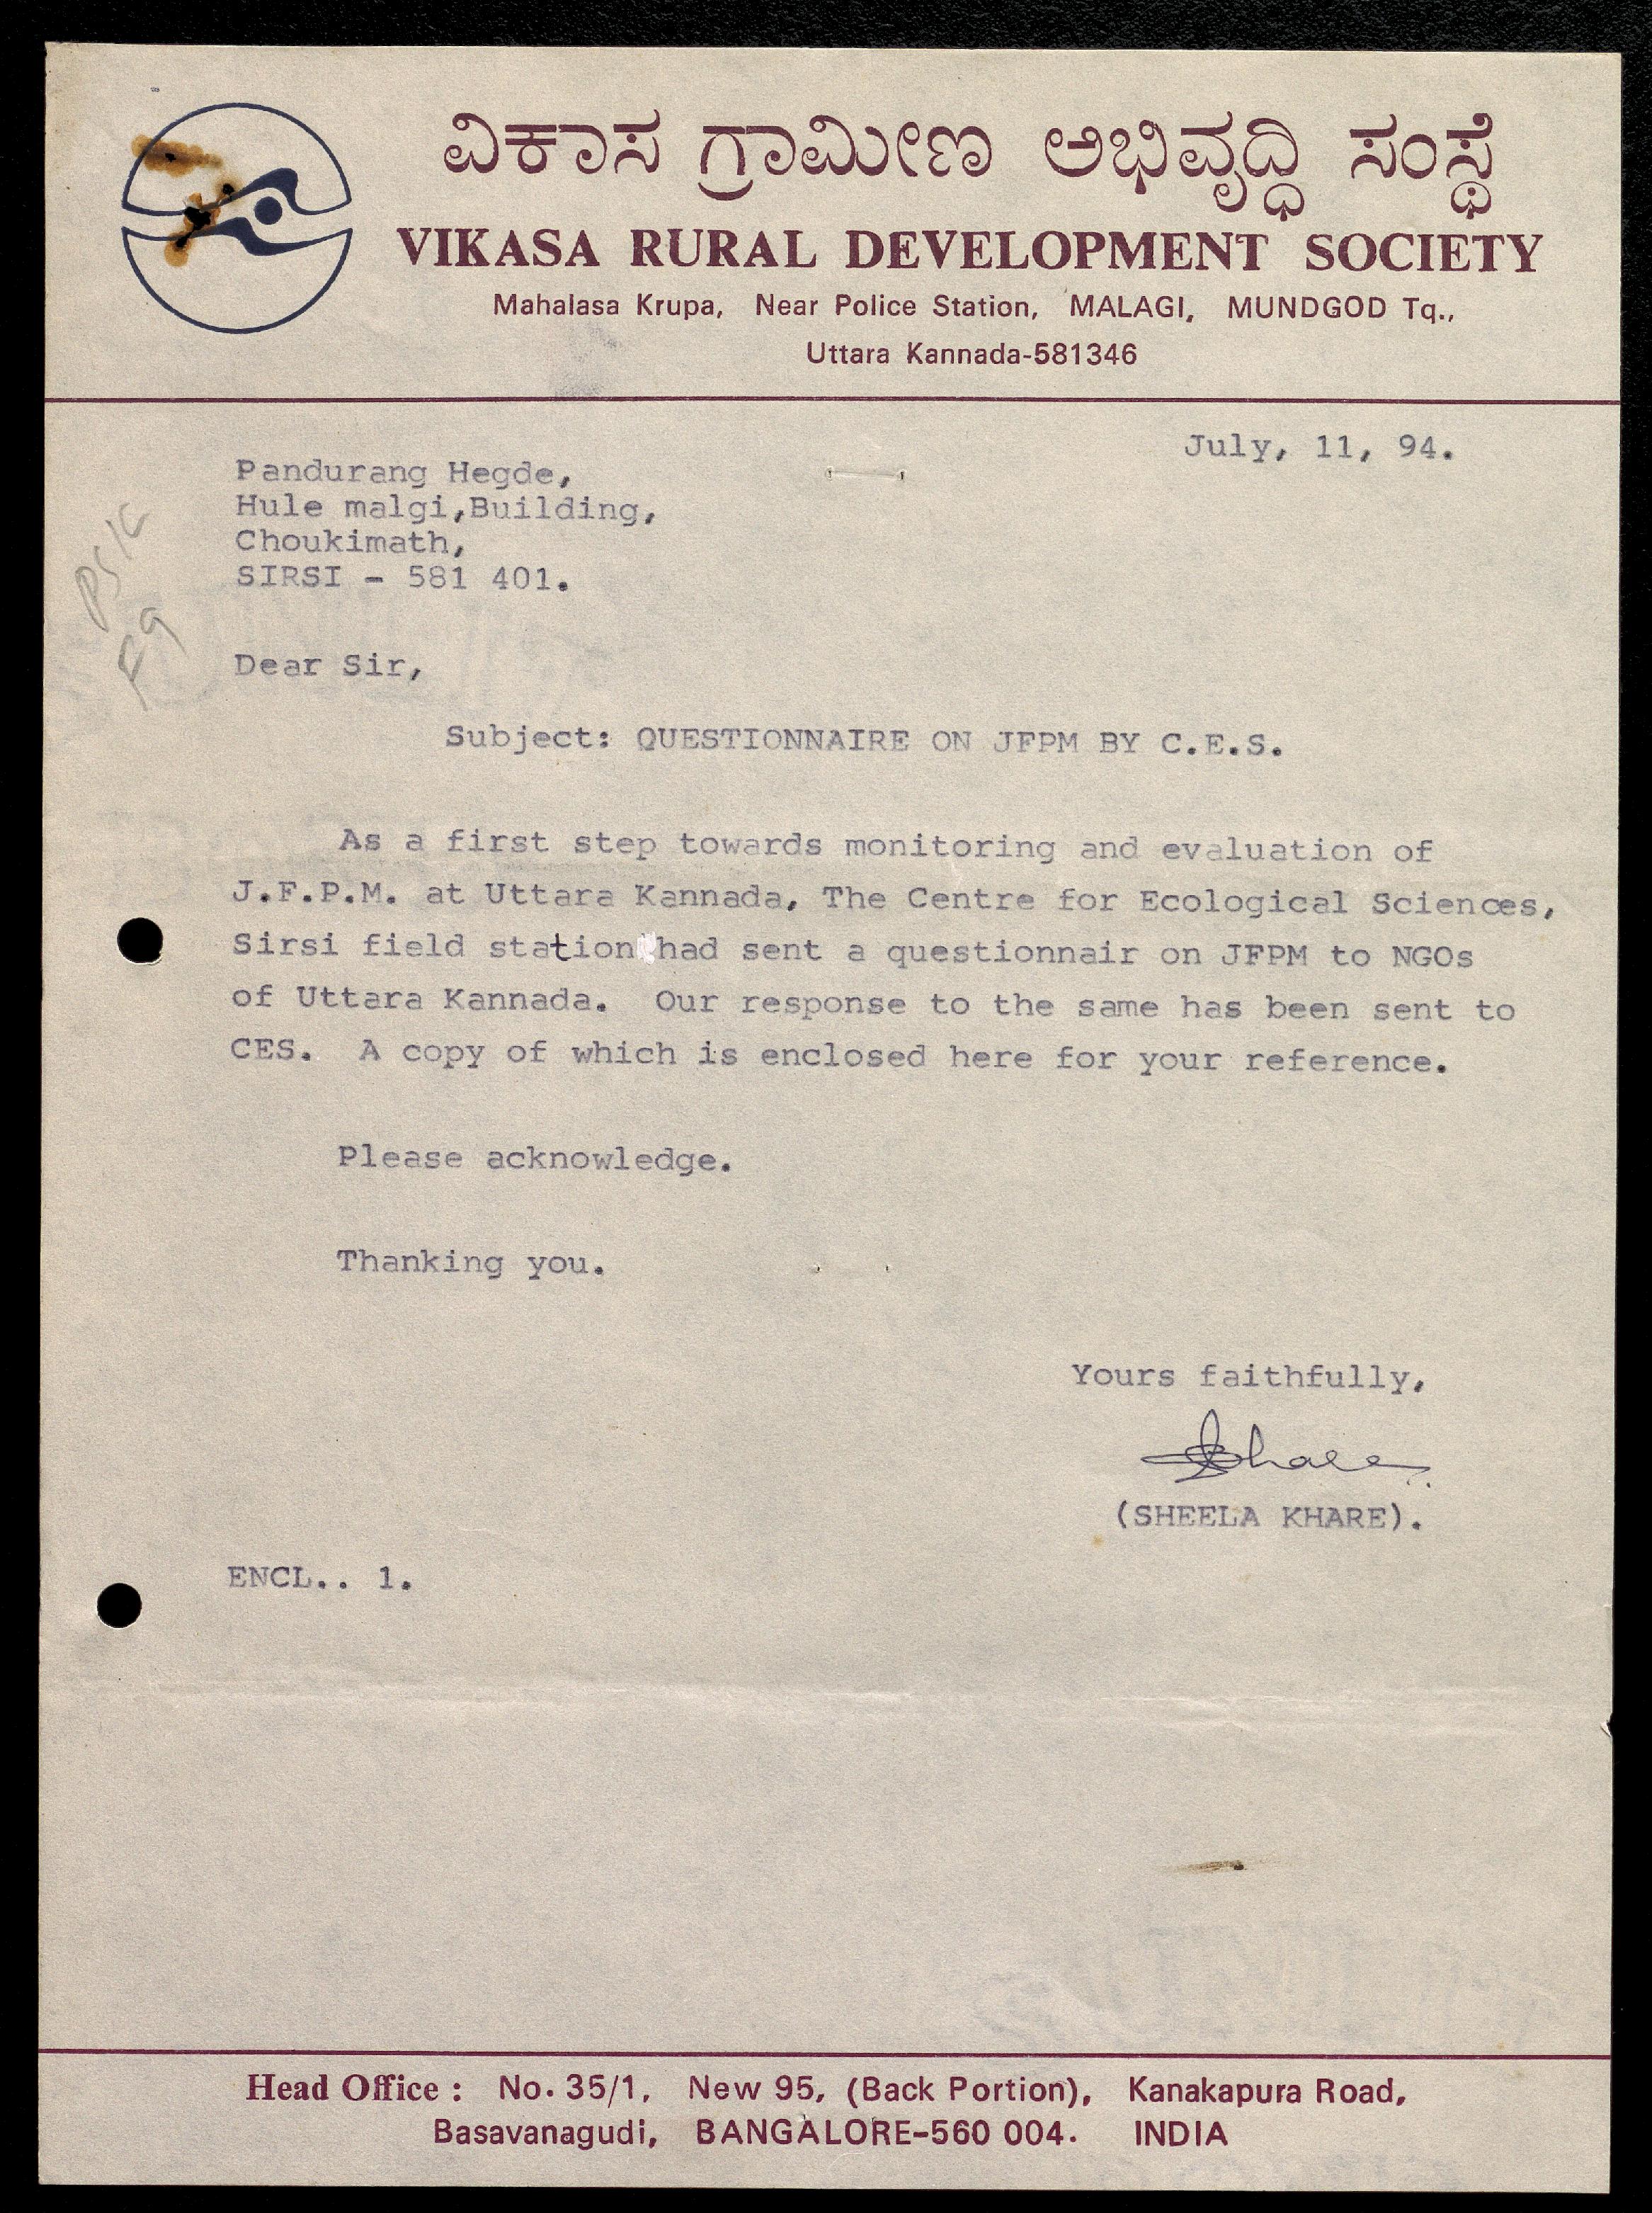 ವಿಕಾಸ ಗ್ರಾಮೀಣ ಅಭಿವೃದ್ಧಿ ಸಂಸ್ಥೆ
VIKASA RURAL DEVELOPMENT SOCIETY
Mahalasa Krupa, Near Police Station, MALAGI, MUNDGOD Tq.,
Uttara Kannada-581346
July, 11, 94.
Pandurang Hegde,
Hule malgi,Building,
Choukimath,
SIRSI - 581 401.
Dear Sir,
Subject: QUESTIONNAIRE ON JFPM BY C.E.S.
As a first step towards monitoring and evaluation of
J.F.P.M. at Uttara Kannada, The Centre for Ecological Sciences,
Sirsi field station had sent a questionnair on JFPM to NGOs
of Uttara Kannada. Our response to the same has been sent to
CES. A copy of which is enclosed here for your reference.
Please acknowledge.
Thanking you.
Yours faithfully,
(SHEELA KHARE).
ENCL.. 1.
Head Office : No. 35/1, New 95, (Back Portion), Kanakapura Road,
Basavanagudi, BANGALORE-560 004. INDIA